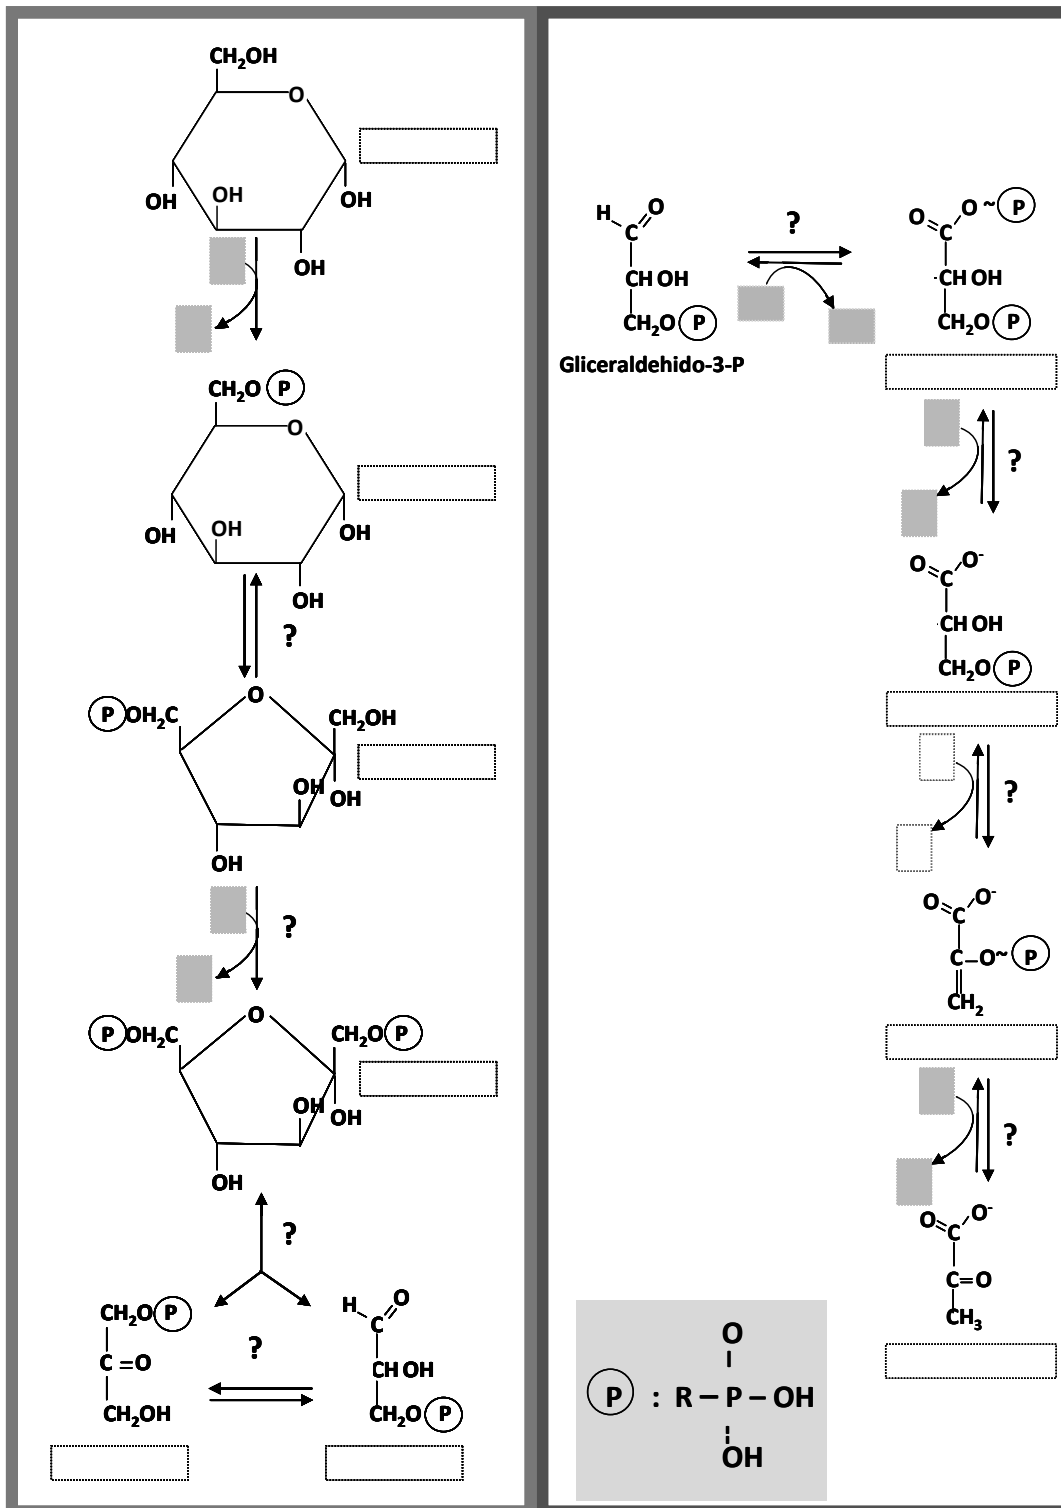 CH₂OH
O
OH
OH
OH
OH
CH₂O P
O
OH
OH
OH
OH
?
O
P OH₂C
CH₂OH
OH
OH
OH
?
O
P OH₂C
CH₂O P
OH
OH
OH
?
CH₂O P
C =O
CH₂OH
?
H
O
C
CH OH
CH₂O P
H
O
C
CH OH
CH₂O P
Gliceraldehido-3-P
?
O
O ~ P
C
CH OH
CH₂O P
?
O
O⁻
C
CH OH
CH₂O P
?
O
O⁻
C
C – O ~ P
CH₂
?
O
O⁻
C
C = O
CH₃
O
P : R – P – OH
OH